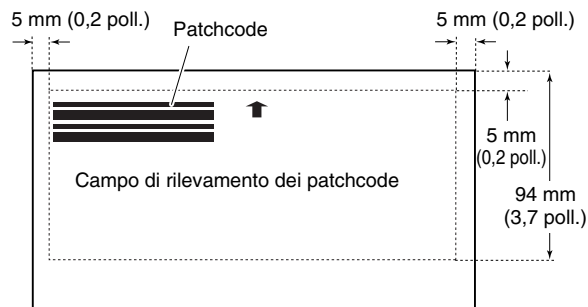 5 mm (0,2 poll.)
Patchcode
5 mm (0,2 poll.)
5 mm
(0,2 poll.)
Campo di rilevamento dei patchcode
94 mm
(3,7 poll.)